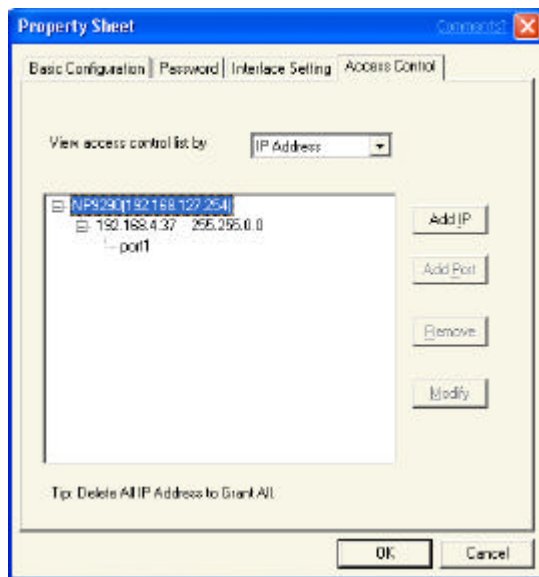 Property Sheet Comments?
Basic Configuration Password Interface Setting Access Control
View access control list by IP Address
NP9290(192.168.127.254)
192.168.4.37 255.255.0.0
port1
Add IP
Add Port
Remove
Modify
Tip: Delete All IP Address to Grant All.
OK Cancel